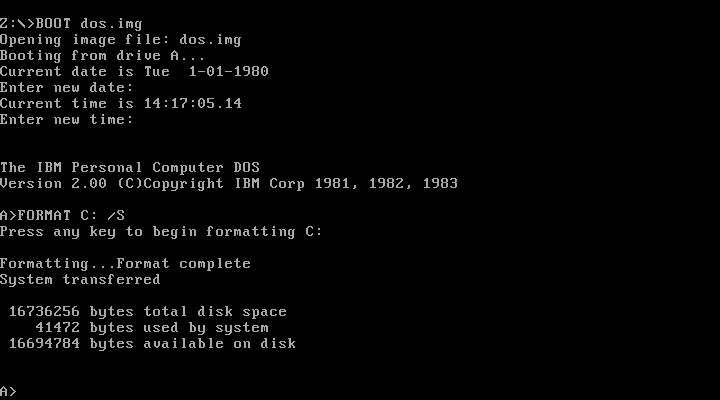 Z:\>BOOT dos.img
Opening image file: dos.img
Booting from drive A...
Current date is Tue  1-01-1980
Enter new date:
Current time is 14:17:05.14
Enter new time:
The IBM Personal Computer DOS
Version 2.00 (C)Copyright IBM Corp 1981, 1982, 1983
A>FORMAT C: /S
Press any key to begin formatting C:
Formatting...Format complete
System transferred
16736256 bytes total disk space
41472 bytes used by system
16694784 bytes available on disk
A>